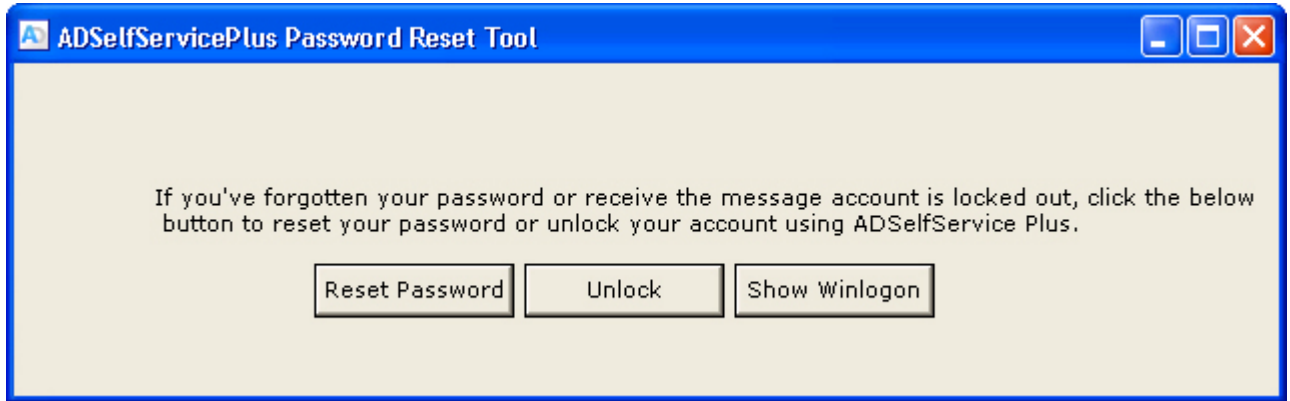 ADSelfServicePlus Password Reset Tool
If you've forgotten your password or receive the message account is locked out, click the below
button to reset your password or unlock your account using ADSelfService Plus.
Reset Password Unlock Show Winlogon